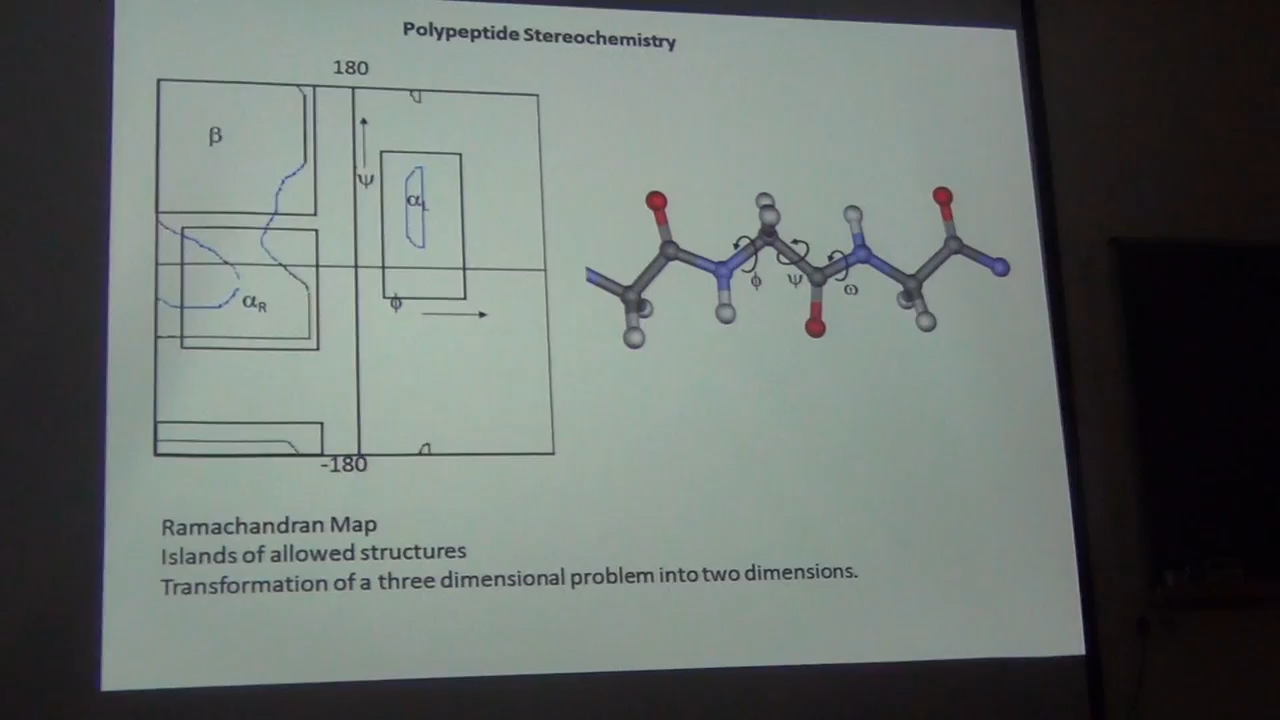 Polypeptide Stereochemistry
180
β
ψ
αL
ϕ
αR
-180
ϕ
ψ
ω
Ramachandran Map
Islands of allowed structures
Transformation of a three dimensional problem into two dimensions.